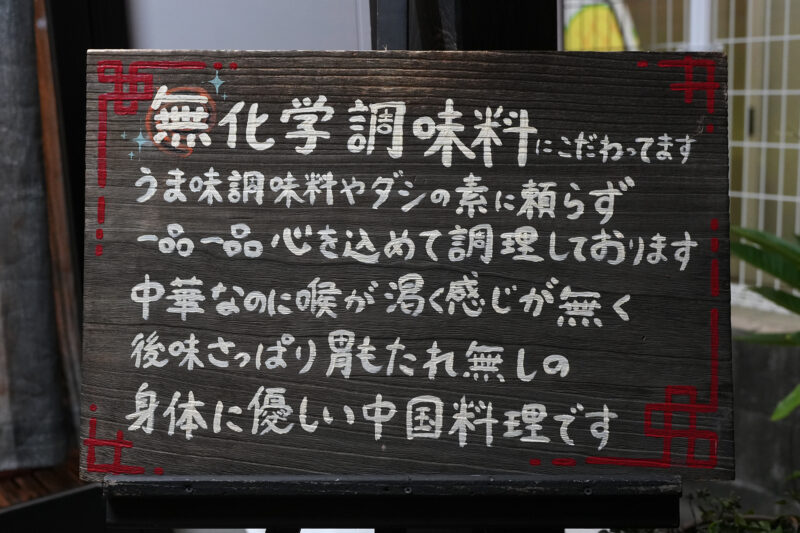 無化学調味料にこだわってます
うま味調味料やダシの素に頼らず
一品一品心を込めて調理しております
中華なのに喉が渇く感じが無く
後味さっぱり胃もたれ無しの
身体に優しい中国料理です